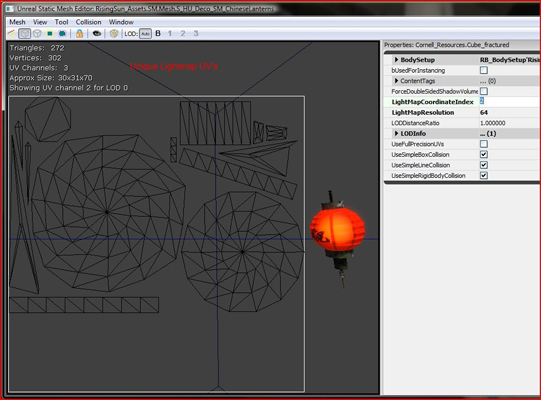 Unreal Static Mesh Editor: RisingSun_Assets.SM.Mesh.S_HU_Deco_SM_ChineseLantern1
Mesh View Tool Collision Window
LOD: Auto B 1 2 3
Triangles: 272
Vertices: 302
UV Channels: 3
Approx Size: 30x31x70
Showing UV channel 2 for LOD 0
Unique Lightmap UV's
Properties: Cornell_Resources.Cube_fractured
BodySetup RB_BodySetup'Risin
bUsedForInstancing
ContentTags ... (0)
ForceDoubleSidedShadowVolume
LightMapCoordinateIndex 2
LightMapResolution 64
LODDistanceRatio 1.000000
LODInfo ... (1)
UseFullPrecisionUVs
UseSimpleBoxCollision
UseSimpleLineCollision
UseSimpleRigidBodyCollision